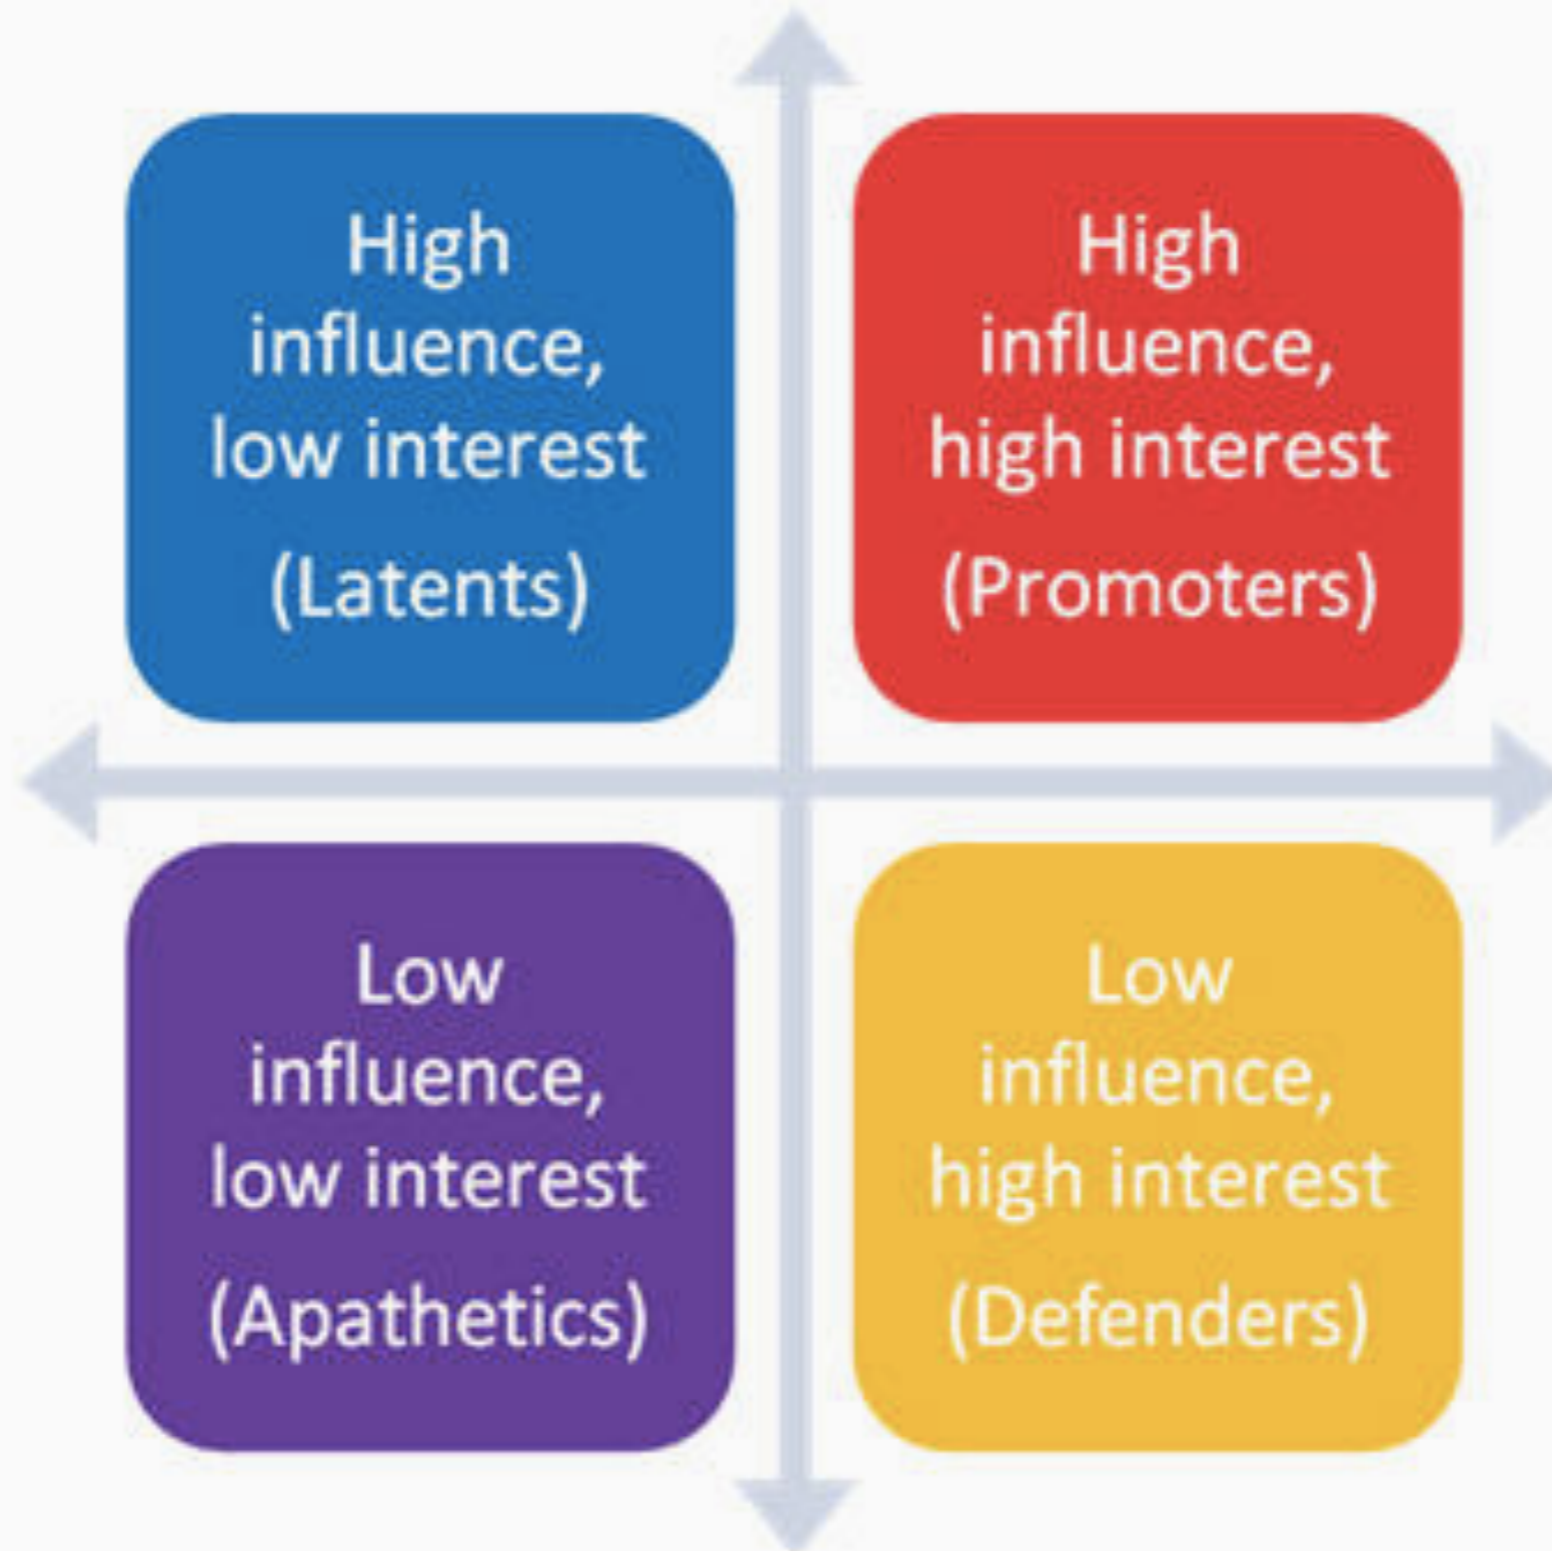 High
influence,
low interest
(Latents)
High
influence,
high interest
(Promoters)
Low
influence,
low interest
(Apathetics)
Low
influence,
high interest
(Defenders)